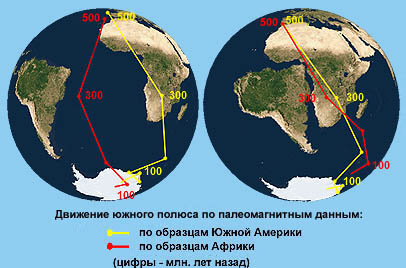 500 500
300 300
100
100
500 500
300 300
100
100
Движение южного полюса по палеомагнитным данным:
по образцам Южной Америки
по образцам Африки
(цифры - млн. лет назад)